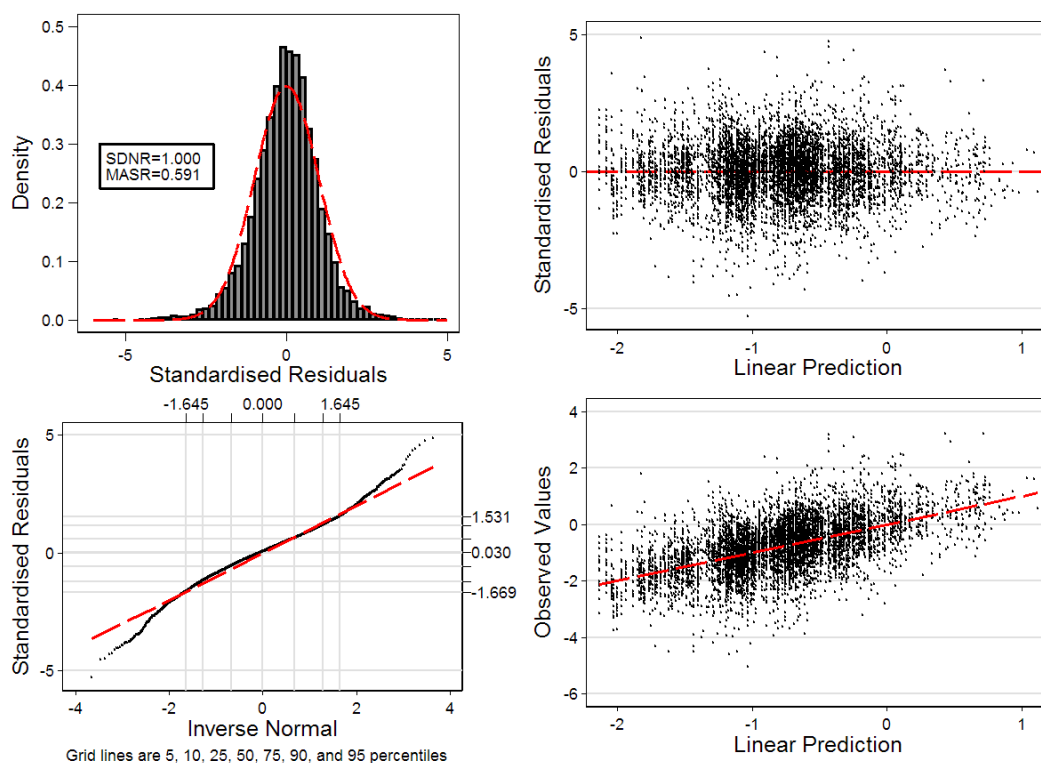 0.5
0.4
0.3
0.2
0.1
0.0
Density
SDNR=1.000
MASR=0.591
-5 0 5
Standardised Residuals
5
0
-5
Standardised Residuals
-2 -1 0 1
Linear Prediction
-1.645 0.000 1.645
5
0
-5
Standardised Residuals
1.531
0.030
-1.669
-4 -2 0 2 4
Inverse Normal
Grid lines are 5, 10, 25, 50, 75, 90, and 95 percentiles
4
2
0
-2
-4
-6
Observed Values
-2 -1 0 1
Linear Prediction